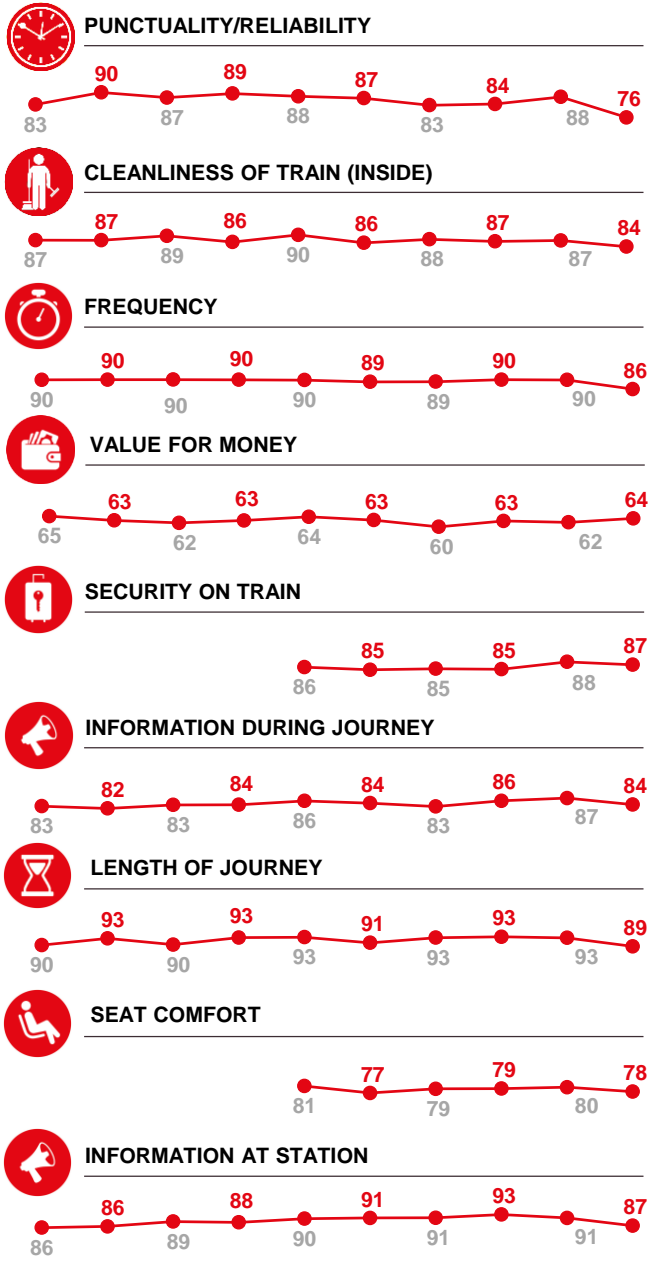 PUNCTUALITY/RELIABILITY
90 89 87 84 76
83 87 88 83 88
CLEANLINESS OF TRAIN (INSIDE)
87 86 86 87 84
87 89 90 88 87
FREQUENCY
90 90 89 90 86
90 90 90 89 90
VALUE FOR MONEY
63 63 63 63 64
65 62 64 60 62
SECURITY ON TRAIN
85 85 87
86 85 88
INFORMATION DURING JOURNEY
82 84 84 86 84
83 83 86 83 87
LENGTH OF JOURNEY
93 93 91 93 89
90 90 93 93 93
SEAT COMFORT
77 79 78
81 79 80
INFORMATION AT STATION
86 88 91 93 87
86 89 90 91 91